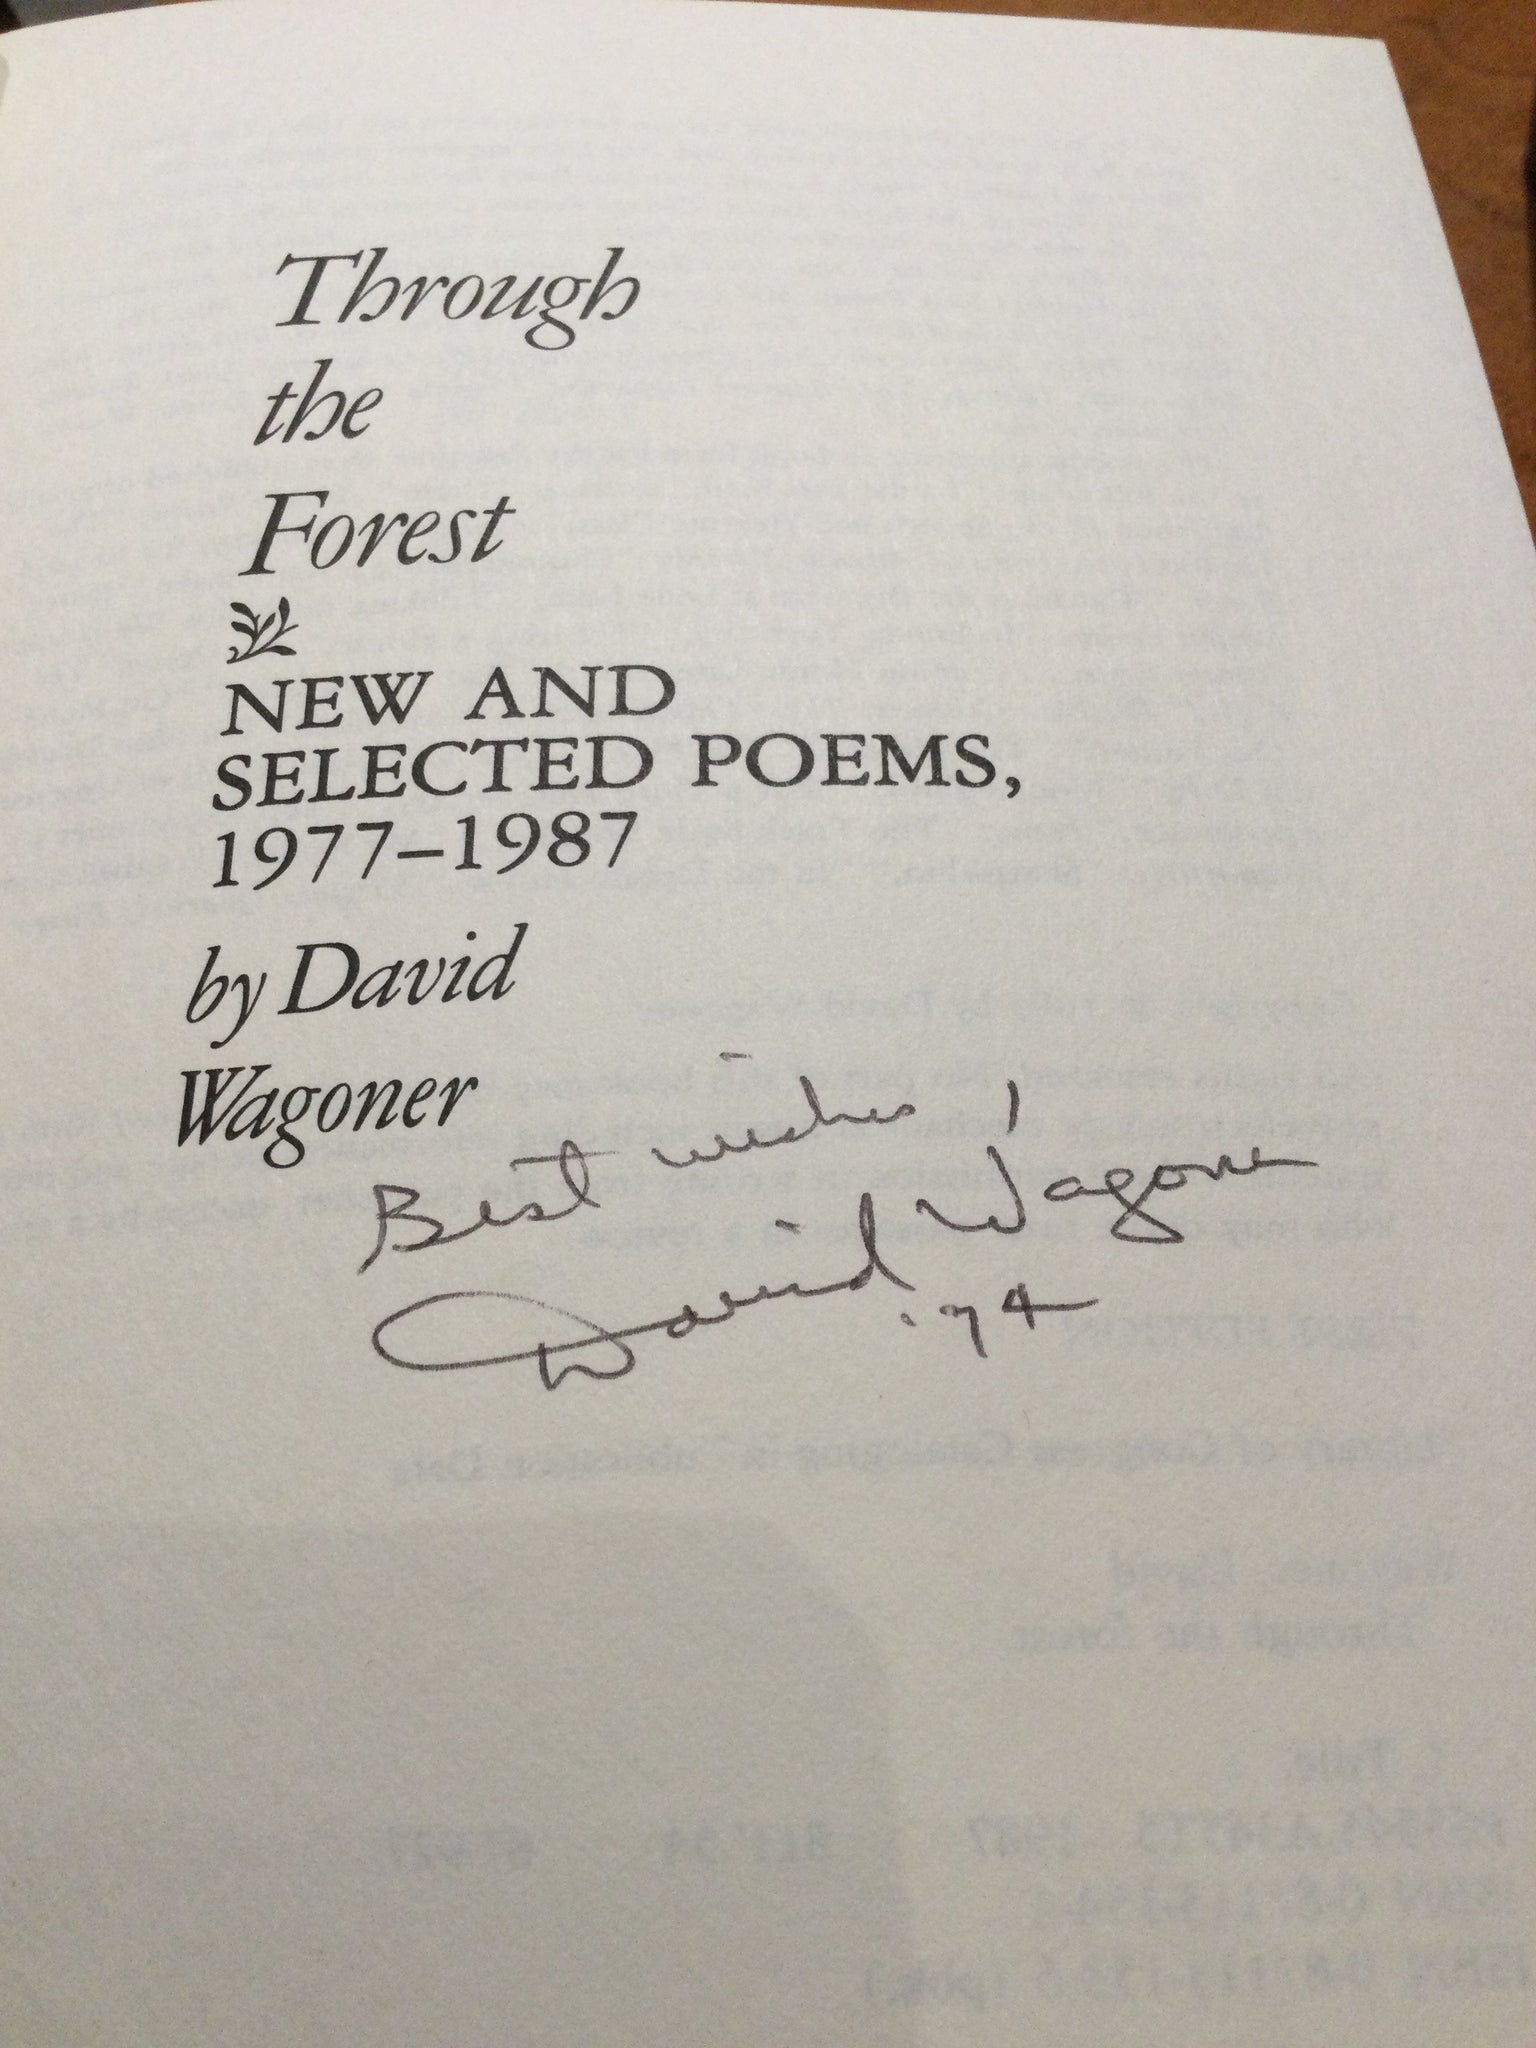 Through
the
Forest
NEW AND
SELECTED POEMS,
1977–1987
by David
Wagoner
Best wishes,
David Wagoner
'94